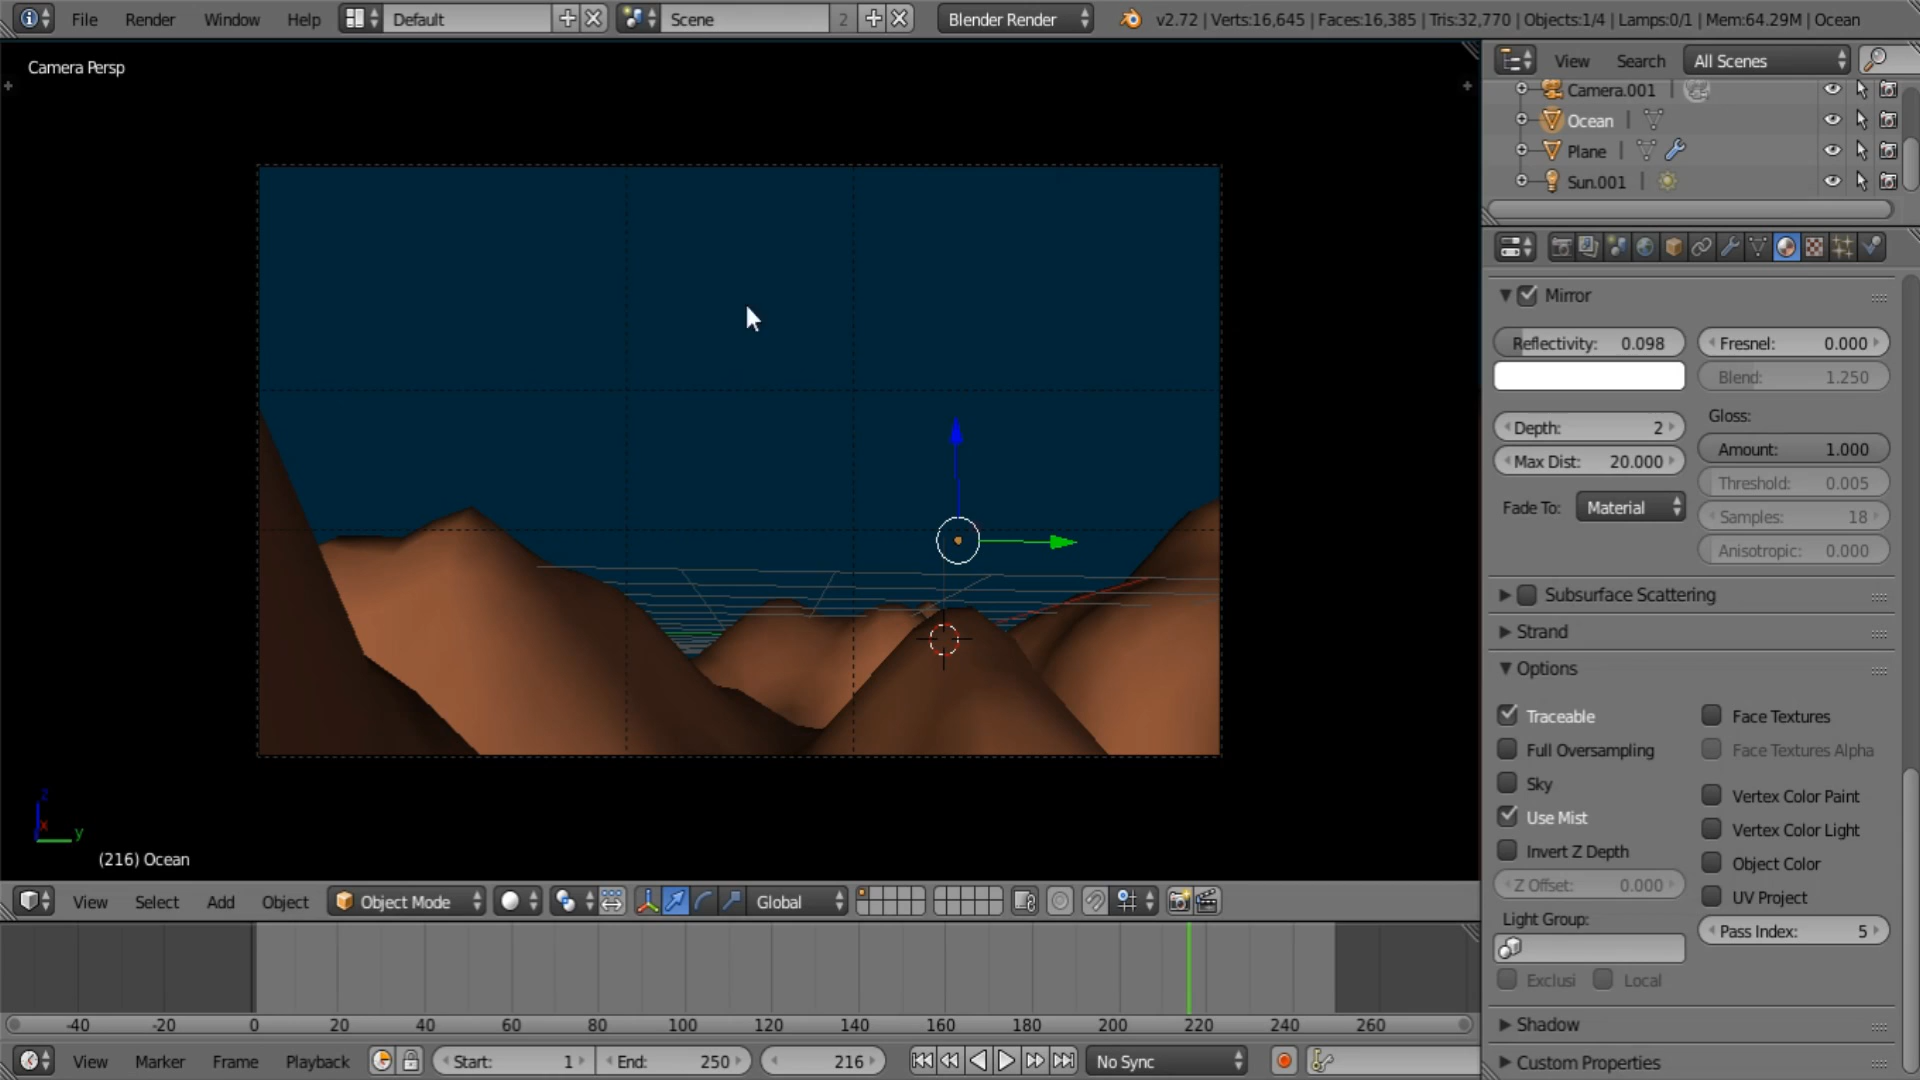 File Render Window Help Default Scene 2 Blender Render v2.72 | Verts:16,645 | Faces:16,385 | Tris:32,770 | Objects:1/4 | Lamps:0/1 | Mem:64.29M | Ocean
Camera Persp
View Search All Scenes
Camera.001
Ocean
Plane
Sun.001
Mirror
Reflectivity: 0.098 Fresnel: 0.000
Blend: 1.250
Gloss:
Depth: 2 Amount: 1.000
Max Dist: 20.000 Threshold: 0.005
Fade To: Material Samples: 18
Anisotropic: 0.000
Subsurface Scattering
Strand
Options
Traceable Face Textures
Full Oversampling Face Textures Alpha
Sky Vertex Color Paint
Use Mist Vertex Color Light
Invert Z Depth Object Color
Z Offset: 0.000 UV Project
Light Group: Pass Index: 5
Exclusi Local
Shadow
Custom Properties
z
x
y
(216) Ocean
View Select Add Object Object Mode Global
-40 -20 0 20 40 60 80 100 120 140 160 180 200 220 240 260
View Marker Frame Playback Start: 1 End: 250 216 No Sync